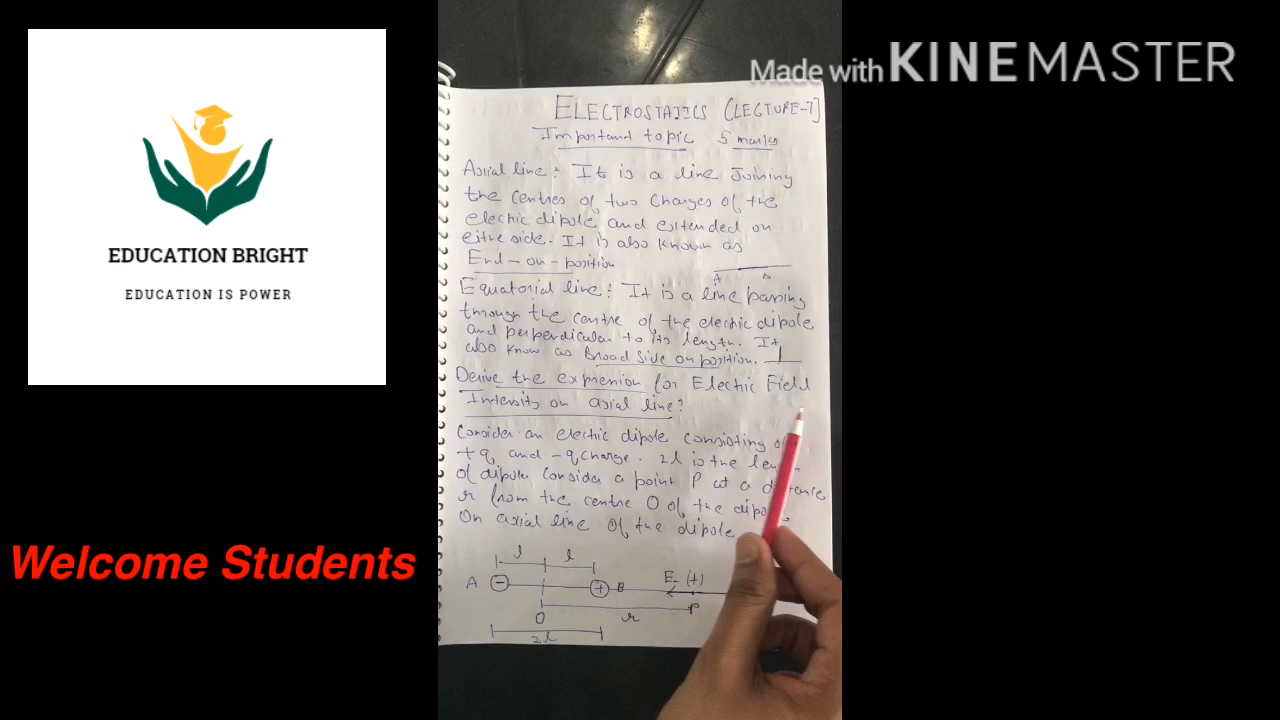 Made with KINEMASTER
EDUCATION BRIGHT
EDUCATION IS POWER
Welcome Students
ELECTROSTATICS (LECTURE-7]
Important topic 5 marks
Axial line : It is a line Joining
the centres of two Charges of the
electric dipole and extended on
either side. It is also known as
End-on-position
A B
Equatorial line : It is a line passing
through the centre of the electric dipole
and perpendicular to its length. It
also know as Broad side on position.
Derive the expression for Electric Field
Intensity on axial line?
Consider an electric dipole consisting of
+q and -q charge. 2l is the length
of dipole Consider a point P at a distance
r from the centre O of the dipole
On axial line of the dipole
l l
A − + B E- (+)
P
O r
2l